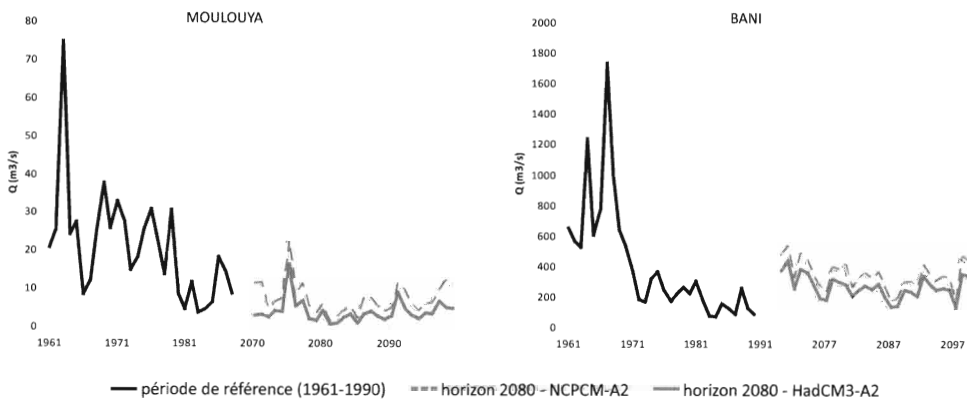 MOULOUYA
80
70
60
50
40
30
20
10
0
Q (m3/s)
1961 1971 1981 2070 2080 2090
BANI
2000
1800
1600
1400
1200
1000
800
600
400
200
0
Q (m3/s)
1961 1971 1981 1991 2077 2087 2097
période de référence (1961-1990) horizon 2080 - NCPCM-A2 horizon 2080 - HadCM3-A2